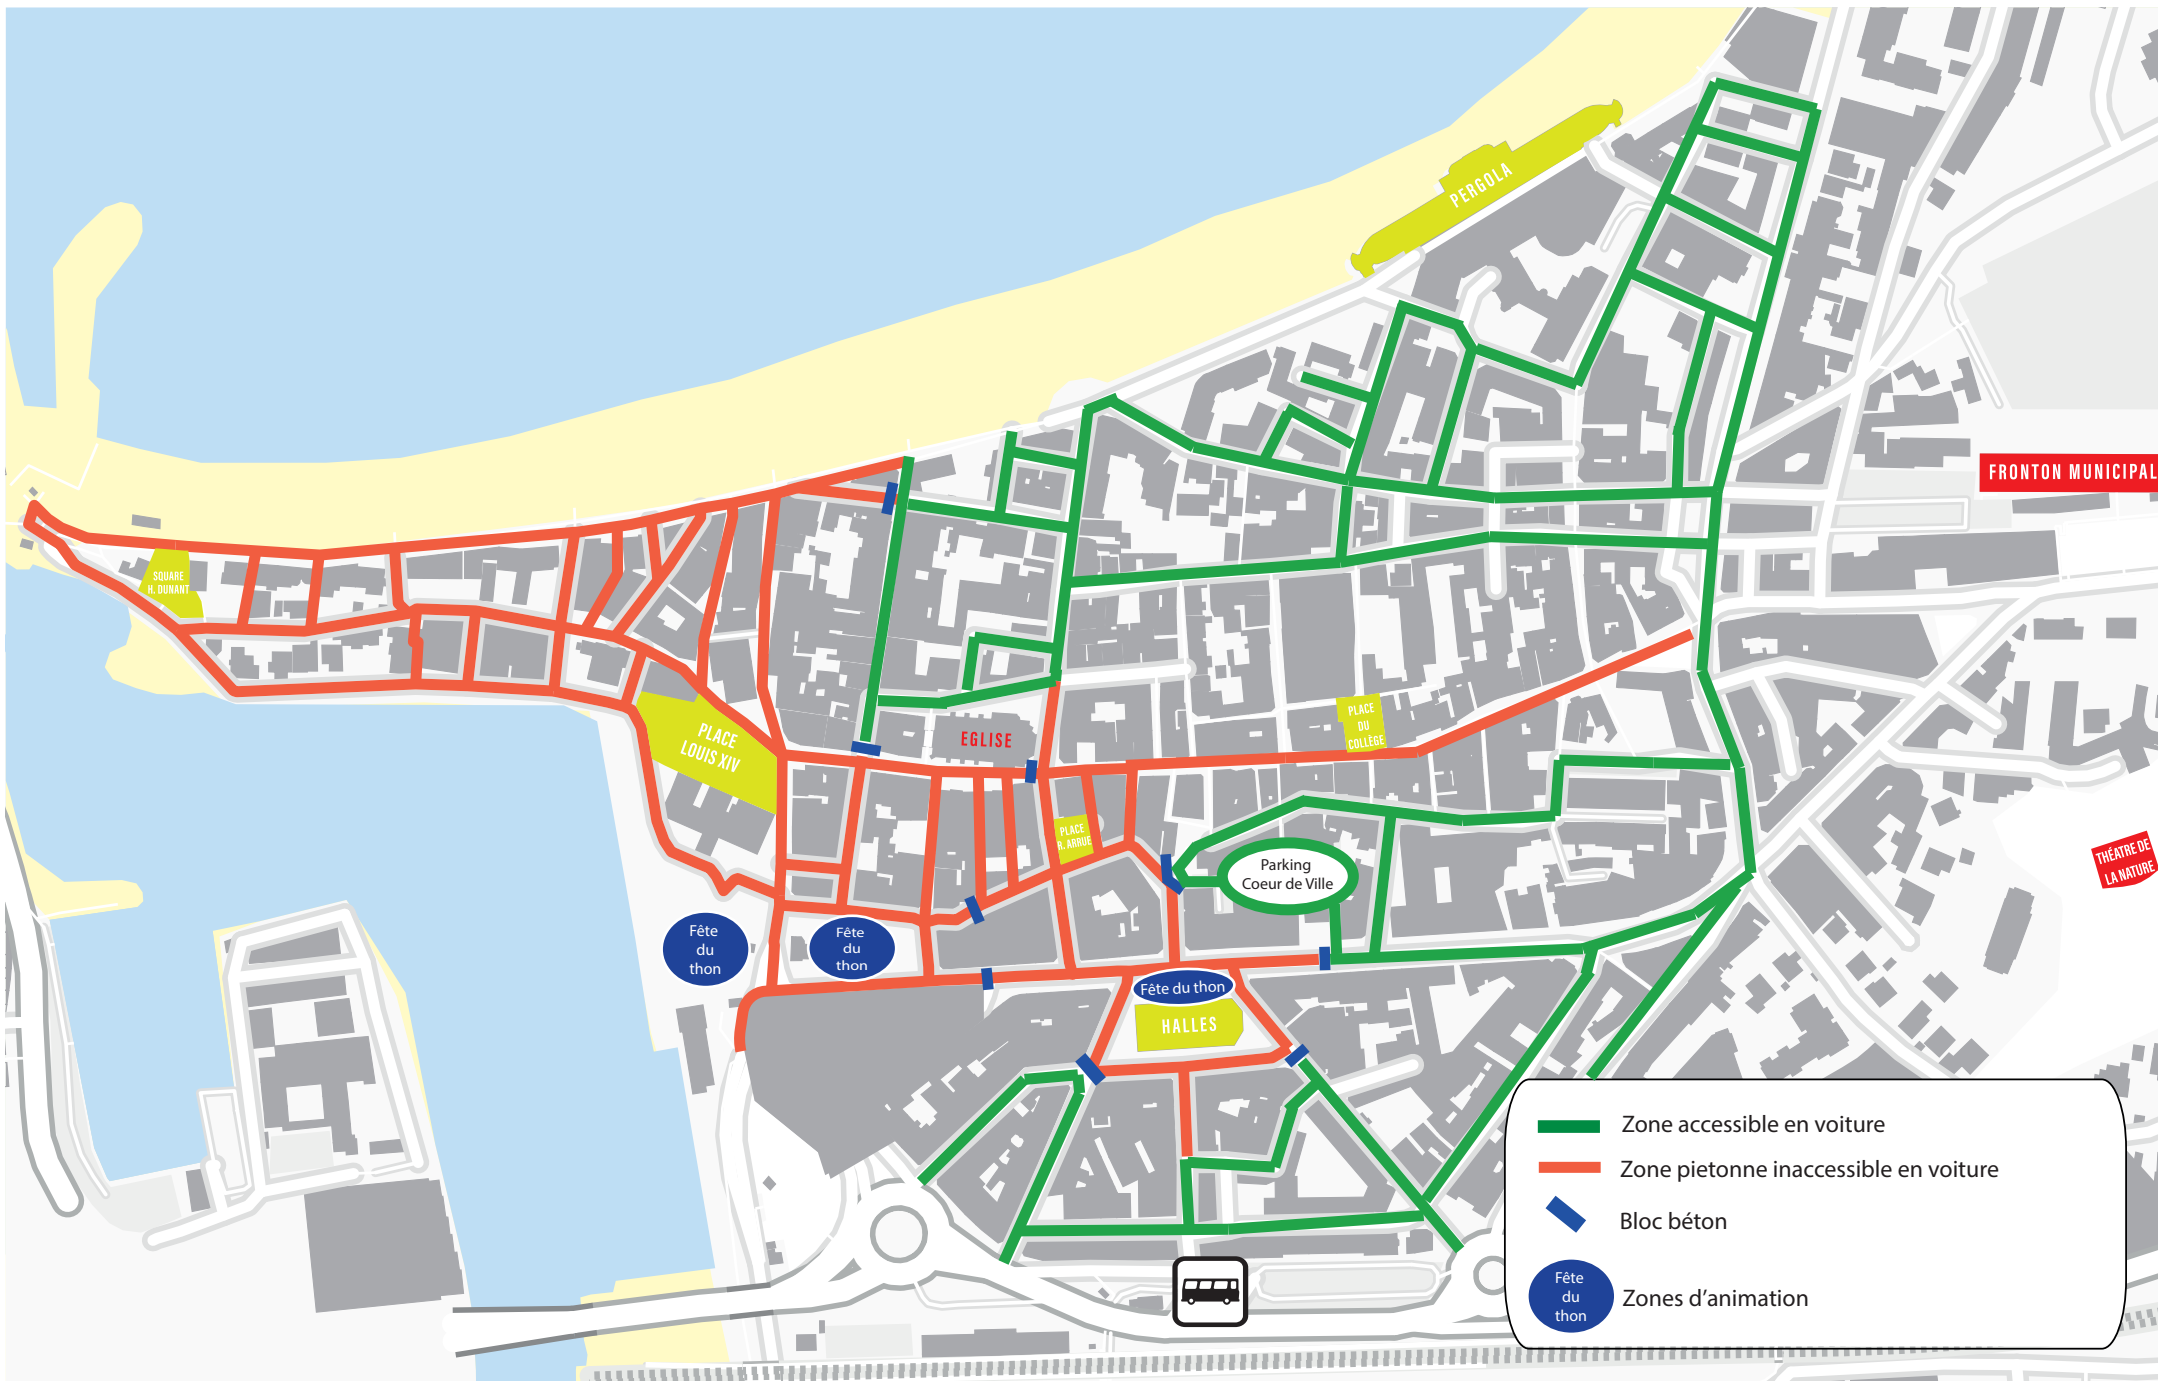 PERGOLA
FRONTON MUNICIPAL
SQUARE
H. DUNANT
PLACE
LOUIS XIV
EGLISE
PLACE
DU
COLLÈGE
PLACE
R. ARRUE
Parking
Coeur de Ville
THÉATRE DE
LA NATURE
Fête
du
thon
Fête
du
thon
Fête du thon
HALLES
Zone accessible en voiture
Zone pietonne inaccessible en voiture
Bloc béton
Fête
du
thon
Zones d’animation